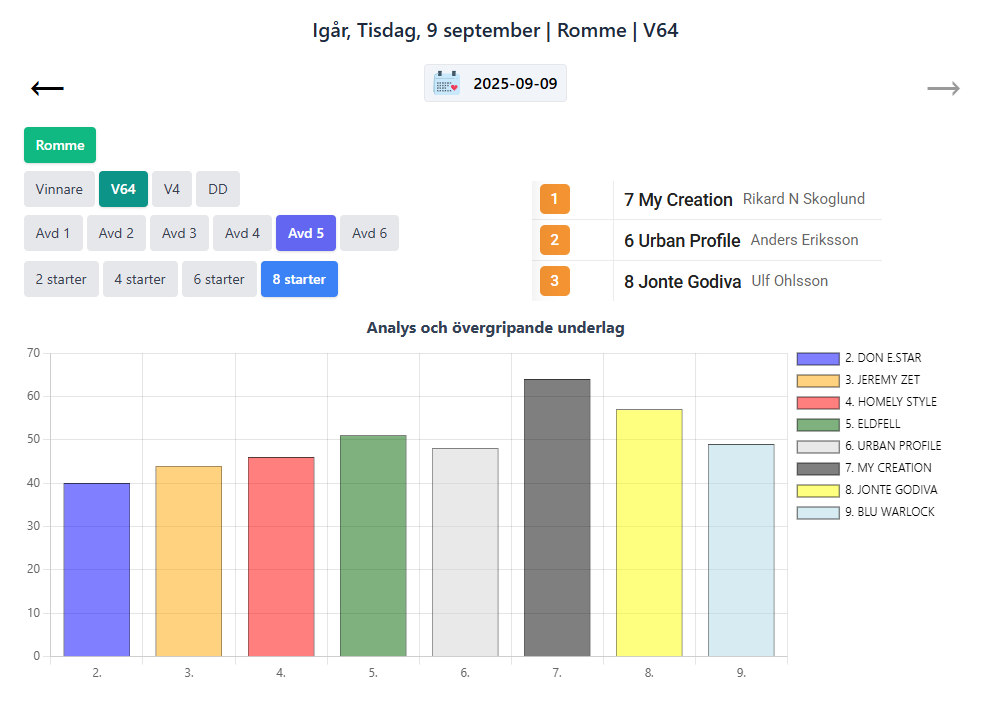 Igår, Tisdag, 9 september | Romme | V64
2025-09-09
Romme
Vinnare V64 V4 DD
Avd 1 Avd 2 Avd 3 Avd 4 Avd 5 Avd 6
2 starter 4 starter 6 starter 8 starter
1 7 My Creation Rikard N Skoglund
2 6 Urban Profile Anders Eriksson
3 8 Jonte Godiva Ulf Ohlsson
Analys och övergripande underlag
70
60
50
40
30
20
10
0
2. 3. 4. 5. 6. 7. 8. 9.
2. DON E.STAR
3. JEREMY ZET
4. HOMELY STYLE
5. ELDFELL
6. URBAN PROFILE
7. MY CREATION
8. JONTE GODIVA
9. BLU WARLOCK